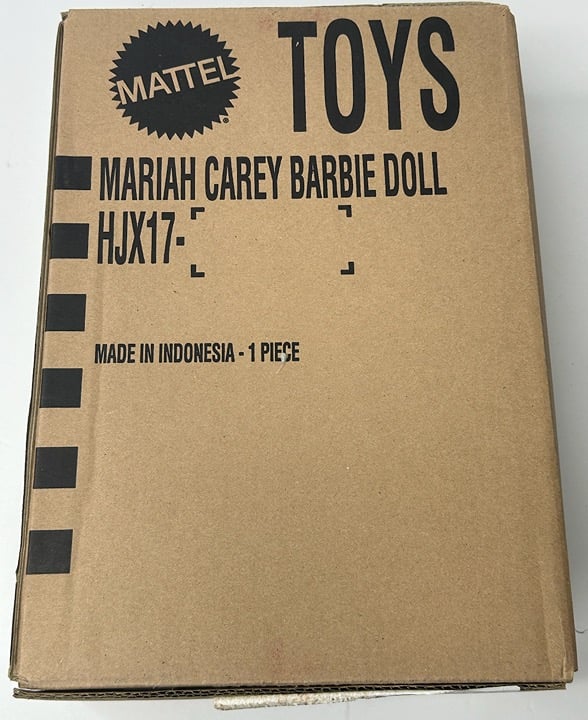 MATTEL
®
TOYS
MARIAH CAREY BARBIE DOLL
HJX17-
MADE IN INDONESIA - 1 PIECE